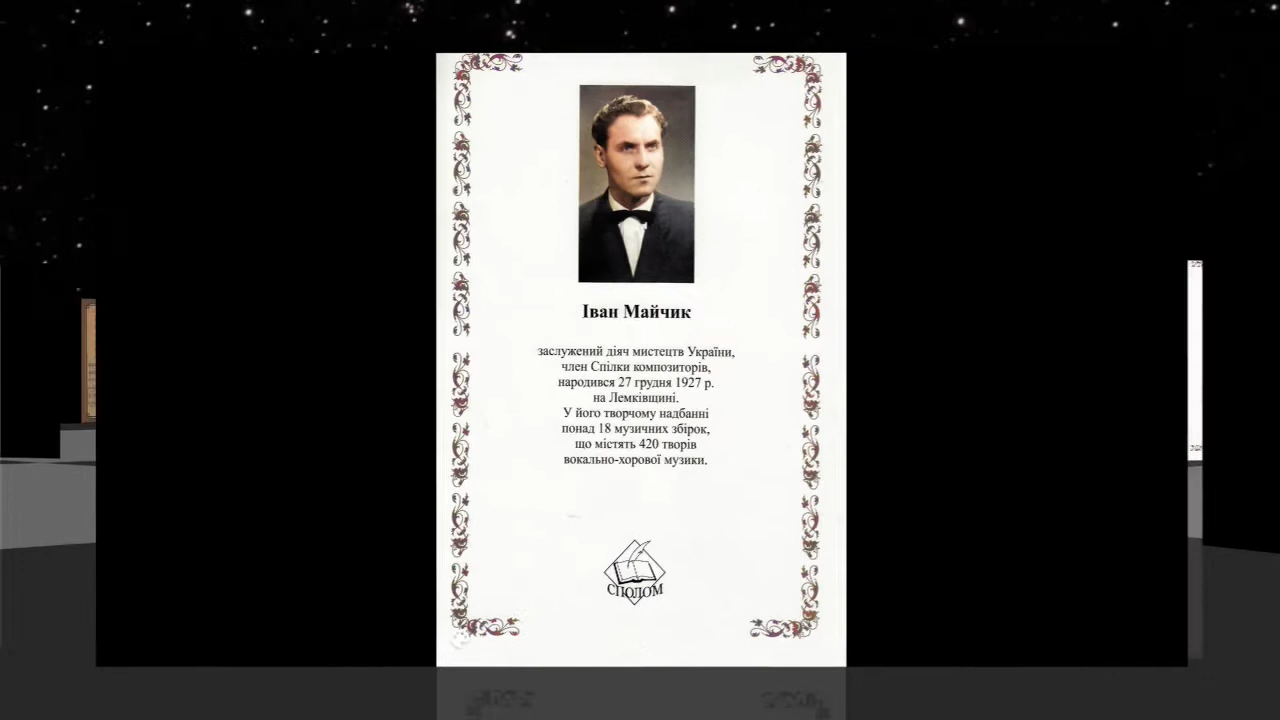 Іван Майчик
заслужений діяч мистецтв України,
член Спілки композиторів,
народився 27 грудня 1927 р.
на Лемківщині.
У його творчому надбанні
понад 18 музичних збірок,
що містять 420 творів
вокально-хорової музики.
СПОЛОМ